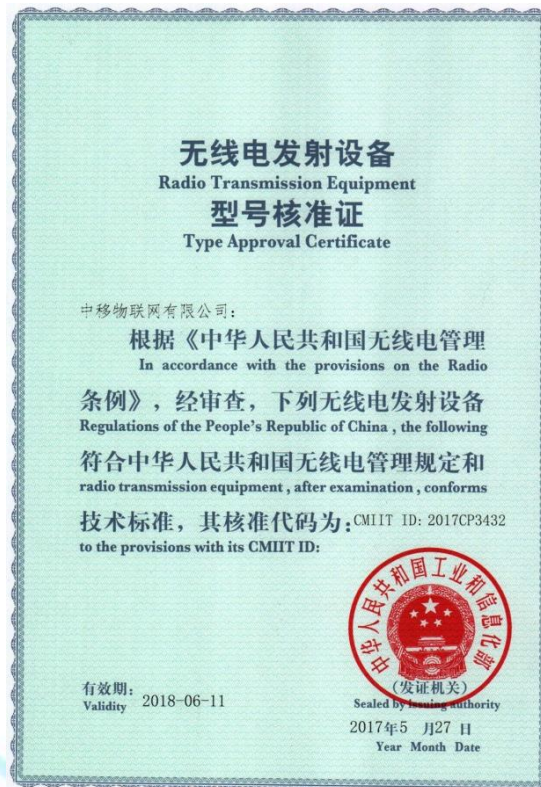 无线电发射设备
Radio Transmission Equipment
型号核准证
Type Approval Certificate
中移物联网有限公司：
根据《中华人民共和国无线电管理
In accordance with the provisions on the Radio
条例》，经审查，下列无线电发射设备
Regulations of the People's Republic of China , the following
符合中华人民共和国无线电管理规定和
radio transmission equipment , after examination , conforms
技术标准，其核准代码为：CMIIT ID: 2017CP3432
to the provisions with its CMIIT ID:
中华人民共和国工业和信息化部
有效期： 2018-06-11
Validity
(发证机关)
Sealed by issuing authority
2017年5 月27 日
Year Month Date